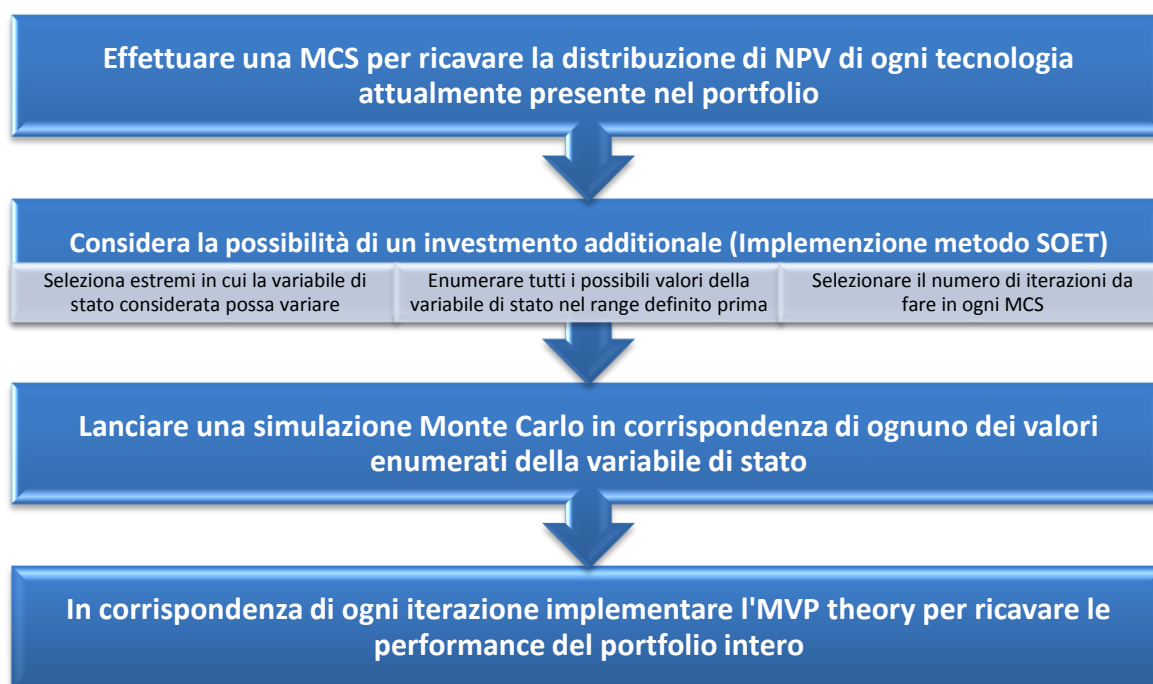 Effettuare una MCS per ricavare la distribuzione di NPV di ogni tecnologia
attualmente presente nel portfolio
Considera la possibilità di un investmento additionale (Implemenzione metodo SOET)
Seleziona estremi in cui la variabile di
stato considerata possa variare
Enumerare tutti i possibili valori della
variabile di stato nel range definito prima
Selezionare il numero di iterazioni da
fare in ogni MCS
Lanciare una simulazione Monte Carlo in corrispondenza di ognuno dei valori
enumerati della variabile di stato
In corrispondenza di ogni iterazione implementare l'MVP theory per ricavare le
performance del portfolio intero